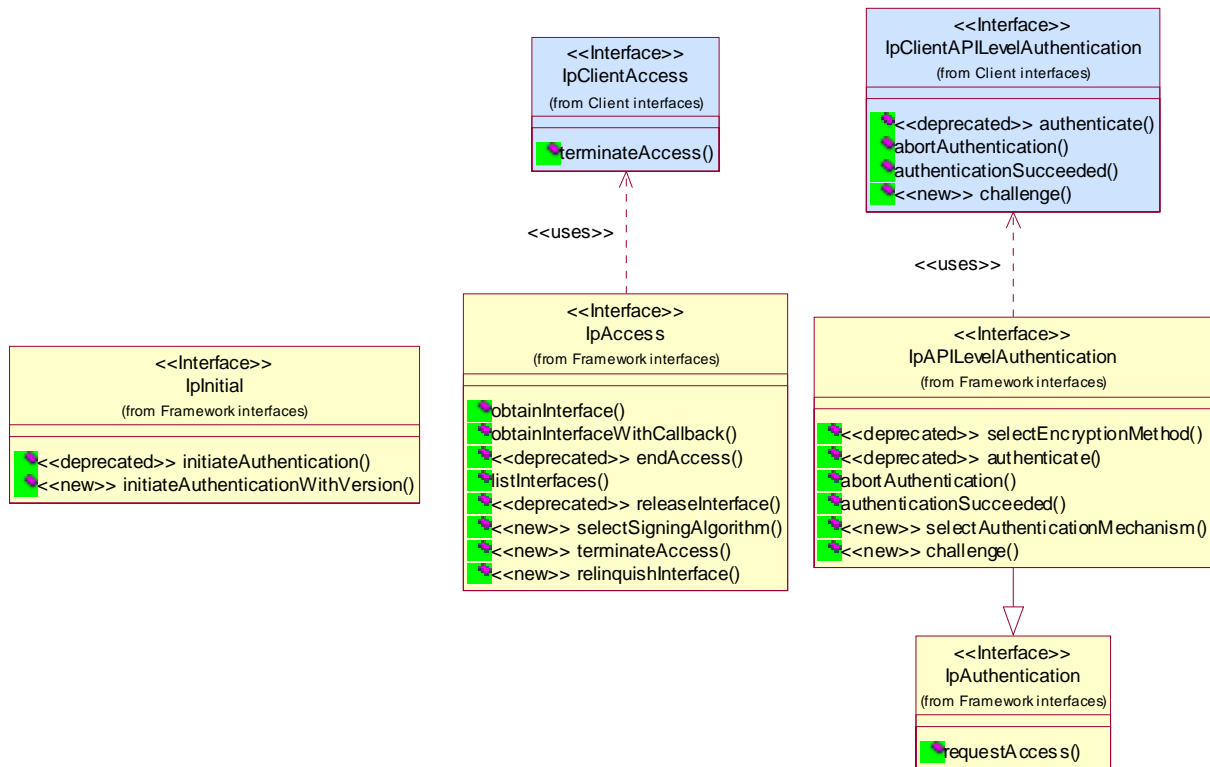 <<Interface>>
IpClientAccess
(from Client interfaces)
terminateAccess()
<<Interface>>
IpClientAPILevelAuthentication
(from Client interfaces)
<<deprecated>> authenticate()
abortAuthentication()
authenticationSucceeded()
<<new>> challenge()
<<uses>>
<<uses>>
<<Interface>>
IpInitial
(from Framework interfaces)
<<deprecated>> initiateAuthentication()
<<new>> initiateAuthenticationWithVersion()
<<Interface>>
IpAccess
(from Framework interfaces)
obtainInterface()
obtainInterfaceWithCallback()
<<deprecated>> endAccess()
listInterfaces()
<<deprecated>> releaseInterface()
<<new>> selectSigningAlgorithm()
<<new>> terminateAccess()
<<new>> relinquishInterface()
<<Interface>>
IpAPILevelAuthentication
(from Framework interfaces)
<<deprecated>> selectEncryptionMethod()
<<deprecated>> authenticate()
abortAuthentication()
authenticationSucceeded()
<<new>> selectAuthenticationMechanism()
<<new>> challenge()
<<Interface>>
IpAuthentication
(from Framework interfaces)
requestAccess()